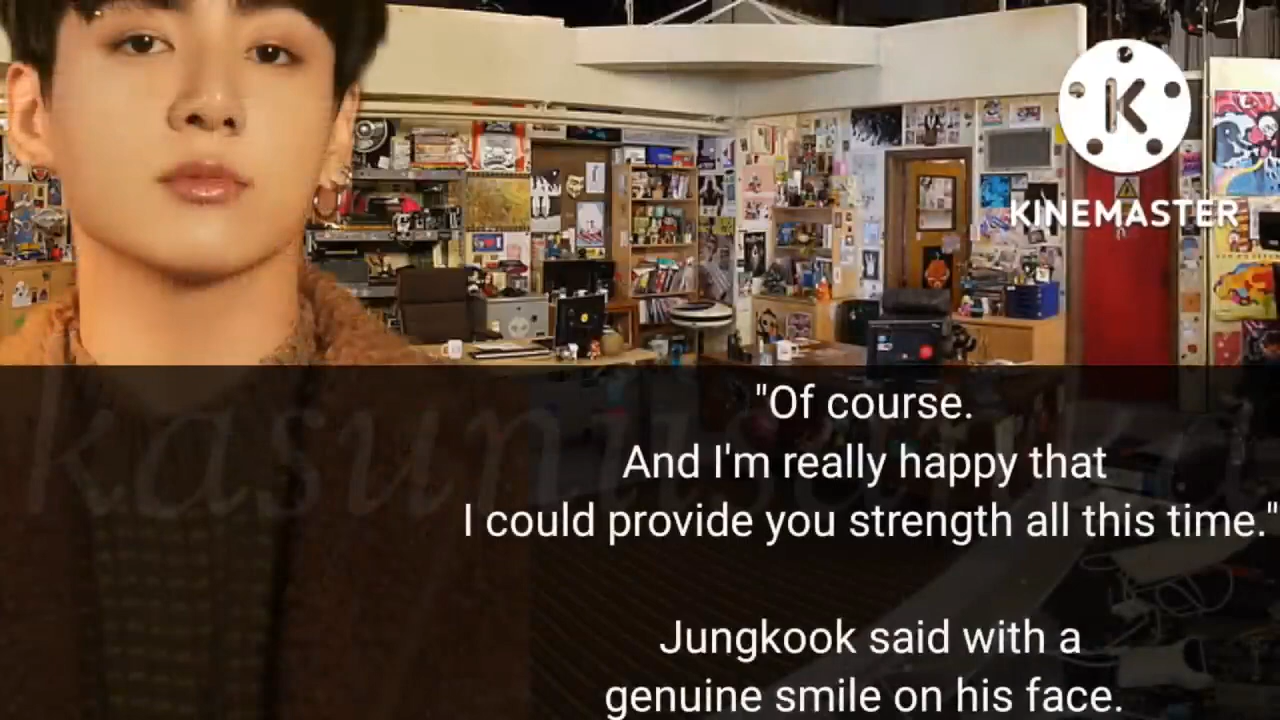 KINEMASTER
"Of course.
And I'm really happy that
I could provide you strength all this time."
Jungkook said with a
genuine smile on his face.